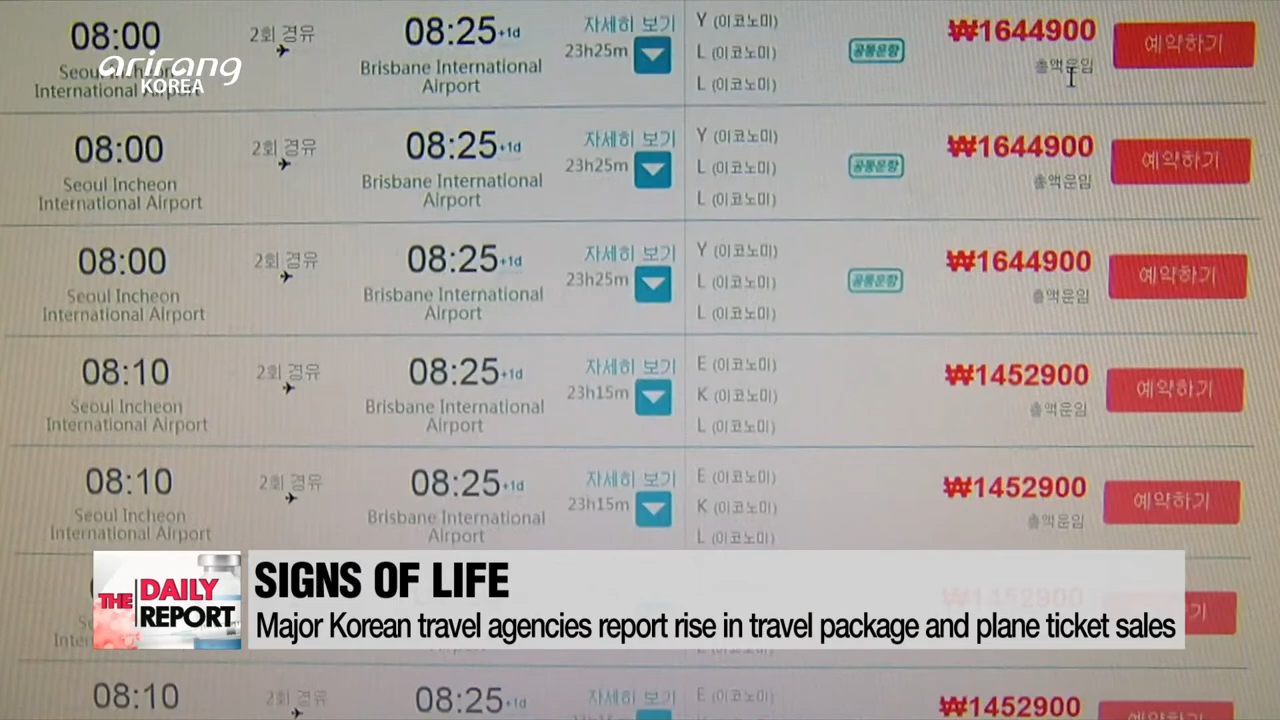 arirang
KOREA
08:00
Seoul Incheon
International Airport
2회 경유
08:25+1d
Brisbane International
Airport
자세히 보기
23h25m
Y (이코노미)
L (이코노미)
L (이코노미)
공동운항
₩1644900
총액운임
예약하기
08:00
Seoul Incheon
International Airport
2회 경유
08:25+1d
Brisbane International
Airport
자세히 보기
23h25m
Y (이코노미)
L (이코노미)
L (이코노미)
공동운항
₩1644900
총액운임
예약하기
08:00
Seoul Incheon
International Airport
2회 경유
08:25+1d
Brisbane International
Airport
자세히 보기
23h25m
Y (이코노미)
L (이코노미)
L (이코노미)
공동운항
₩1644900
총액운임
예약하기
08:10
Seoul Incheon
International Airport
2회 경유
08:25+1d
Brisbane International
Airport
자세히 보기
23h15m
E (이코노미)
K (이코노미)
L (이코노미)
₩1452900
총액운임
예약하기
08:10
Seoul Incheon
International Airport
2회 경유
08:25+1d
Brisbane International
Airport
자세히 보기
23h15m
E (이코노미)
K (이코노미)
L (이코노미)
₩1452900
총액운임
예약하기
THE DAILY
REPORT
SIGNS OF LIFE
Major Korean travel agencies report rise in travel package and plane ticket sales
₩1452900
08:10
2회 경유
08:25+1d
자세히 보기
E (이코노미)
₩1452900
예약하기